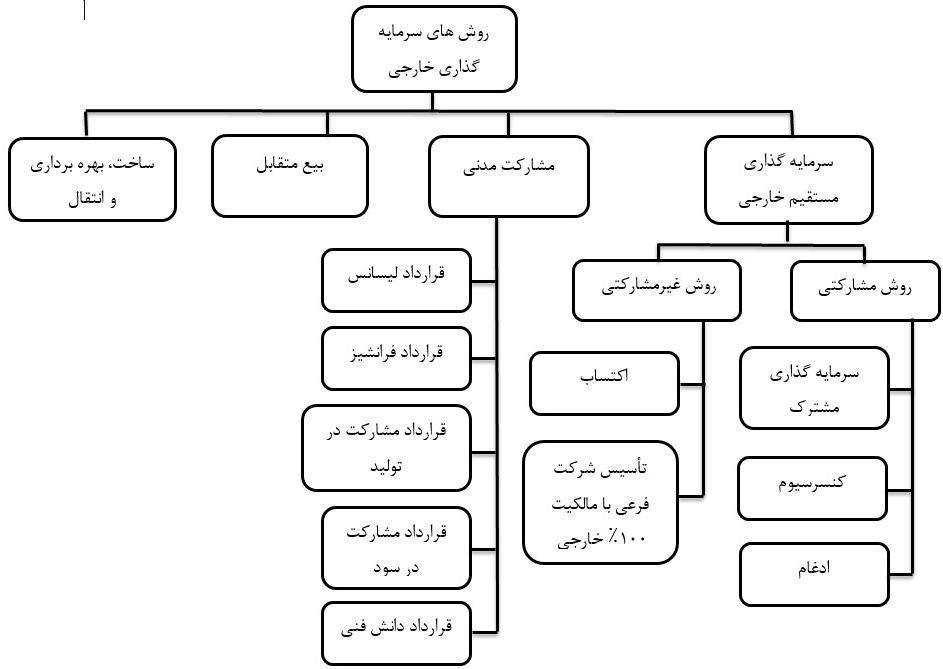 روش های سرمایه
گذاری خارجی
سرمایه گذاری
مستقیم خارجی
مشارکت مدنی
بیع متقابل
ساخت، بهره برداری
و انتقال
روش مشارکتی
روش غیرمشارکتی
سرمایه گذاری
مشترک
کنسرسیوم
ادغام
اکتساب
تأسیس شرکت
فرعی با مالکیت
۱۰۰٪ خارجی
قرارداد لیسانس
قرارداد فرانشیز
قرارداد مشارکت در
تولید
قرارداد مشارکت
در سود
قرارداد دانش فنی